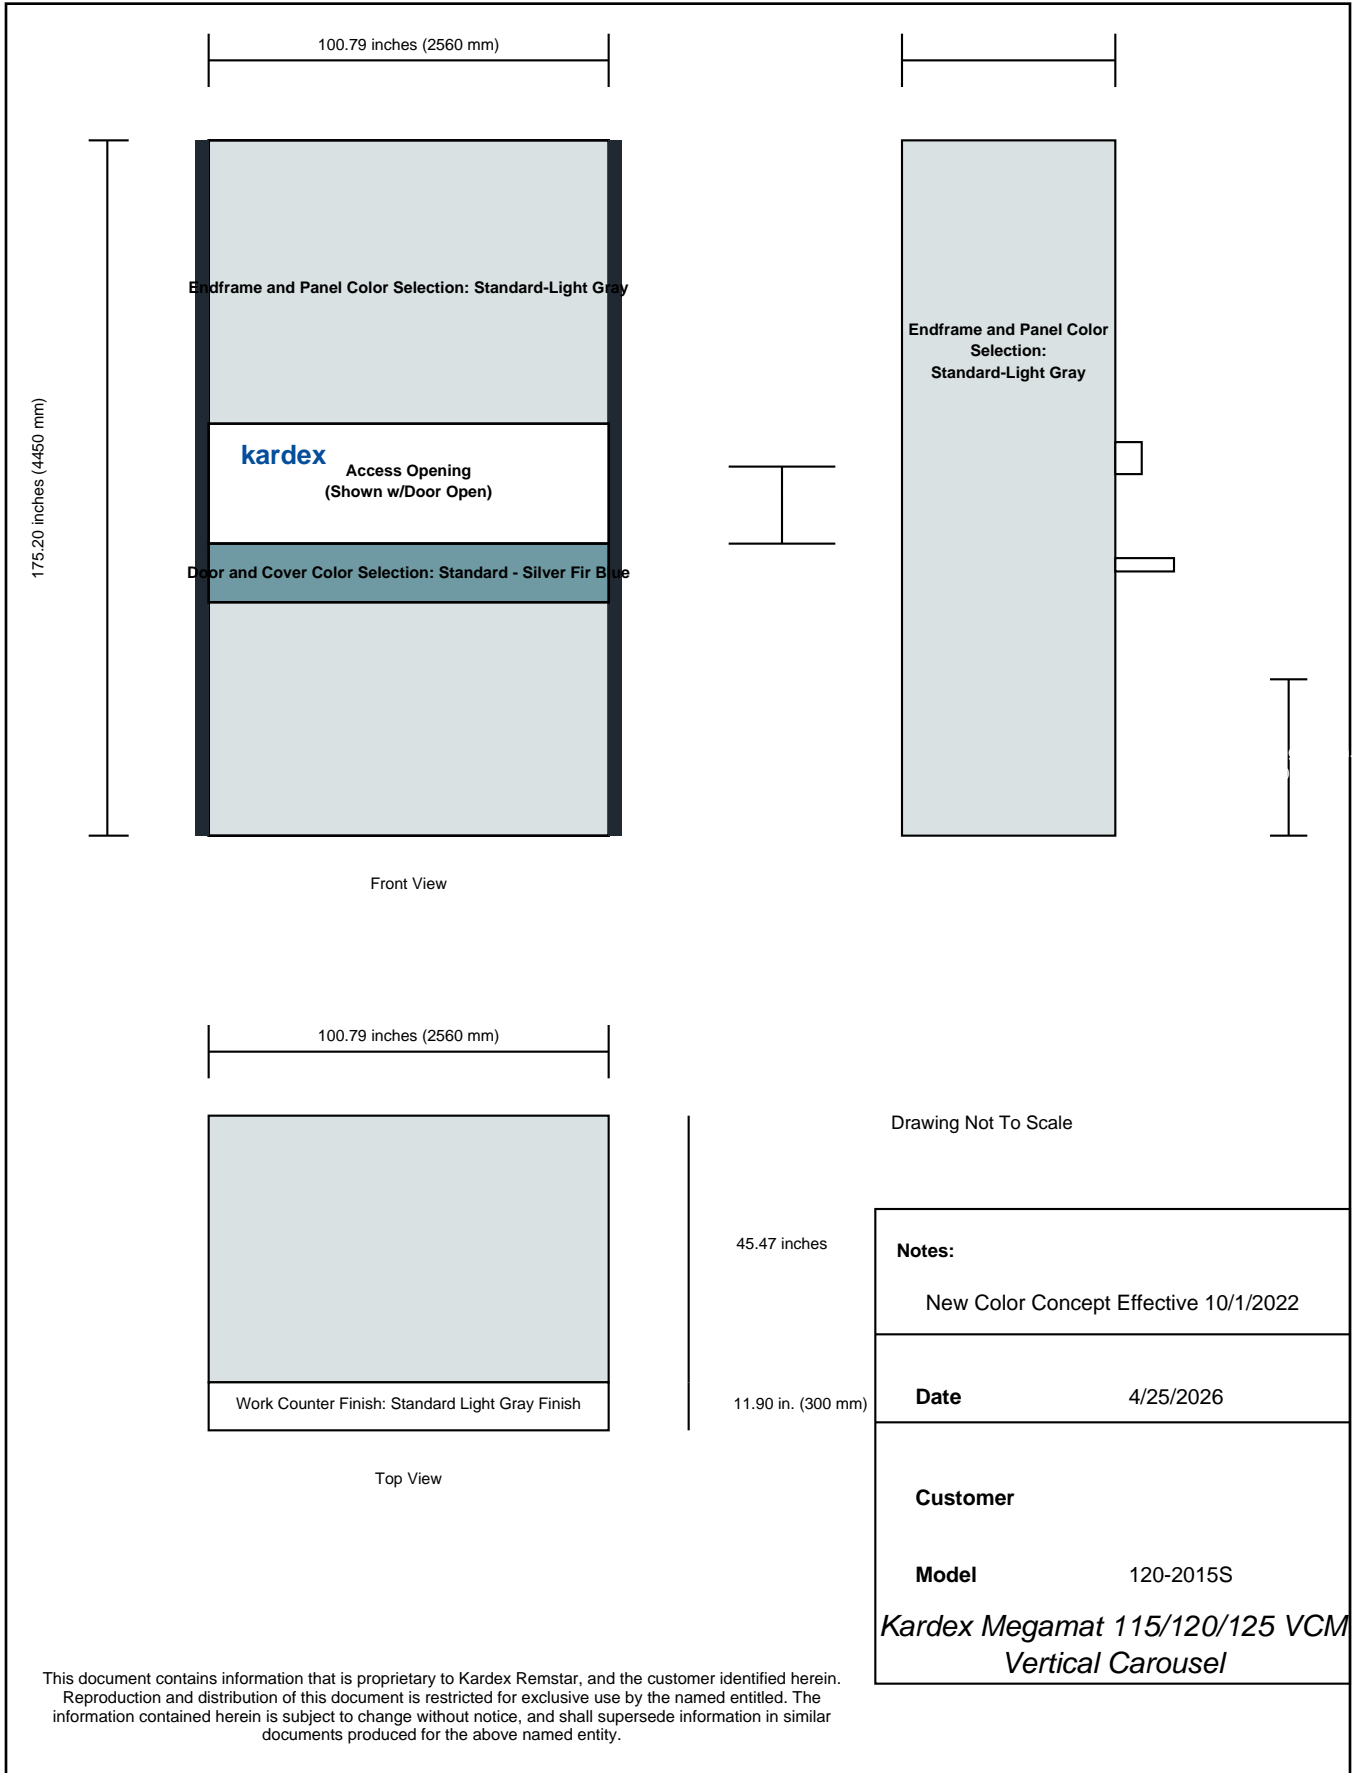 100.79 inches (2560 mm)
175.20 inches (4450 mm)
Endframe and Panel Color Selection: Standard-Light Gray
Endframe and Panel Color
Selection:
Standard-Light Gray
kardex
Access Opening
(Shown w/Door Open)
Door and Cover Color Selection: Standard - Silver Fir Blue
Front View
100.79 inches (2560 mm)
Drawing Not To Scale
45.47 inches
Work Counter Finish: Standard Light Gray Finish
11.90 in. (300 mm)
Top View
Notes:
New Color Concept Effective 10/1/2022
Date 4/25/2026
Customer
Model 120-2015S
Kardex Megamat 115/120/125 VCM
Vertical Carousel
This document contains information that is proprietary to Kardex Remstar, and the customer identified herein.
Reproduction and distribution of this document is restricted for exclusive use by the named entitled. The
information contained herein is subject to change without notice, and shall supersede information in similar
documents produced for the above named entity.